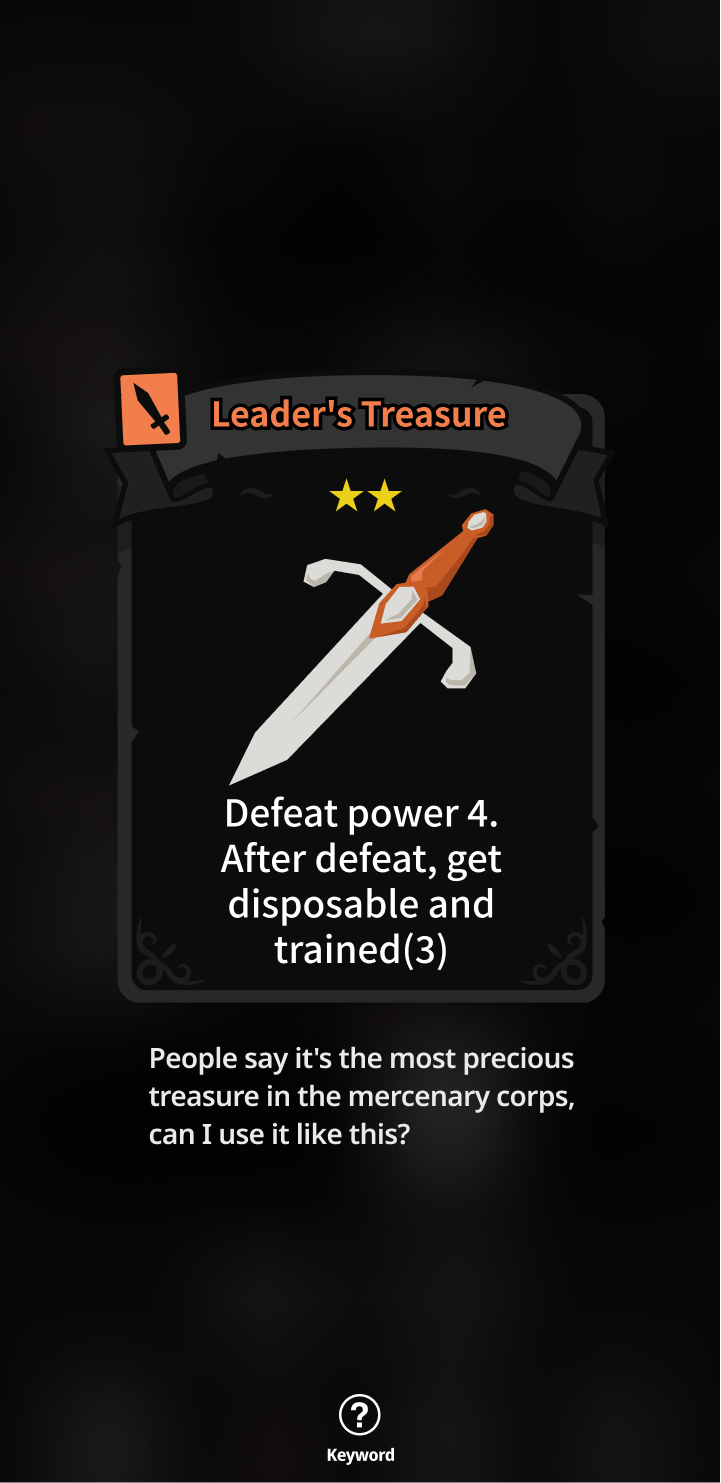 Leader's Treasure
Defeat power 4.
After defeat, get
disposable and
trained(3)
People say it's the most precious
treasure in the mercenary corps,
can I use it like this?
?
Keyword